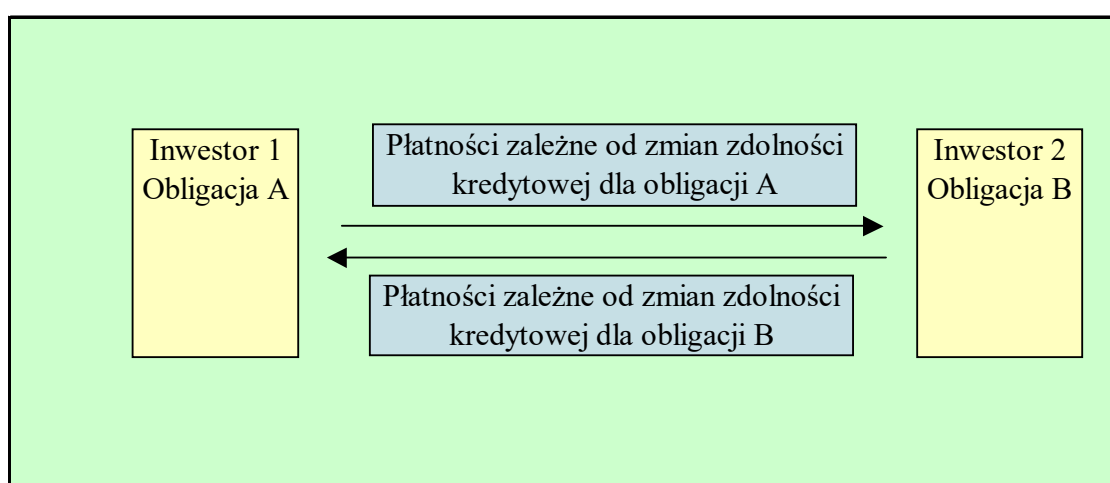 Inwestor 1
Obligacja A
Płatności zależne od zmian zdolności
kredytowej dla obligacji A
Płatności zależne od zmian zdolności
kredytowej dla obligacji B
Inwestor 2
Obligacja B